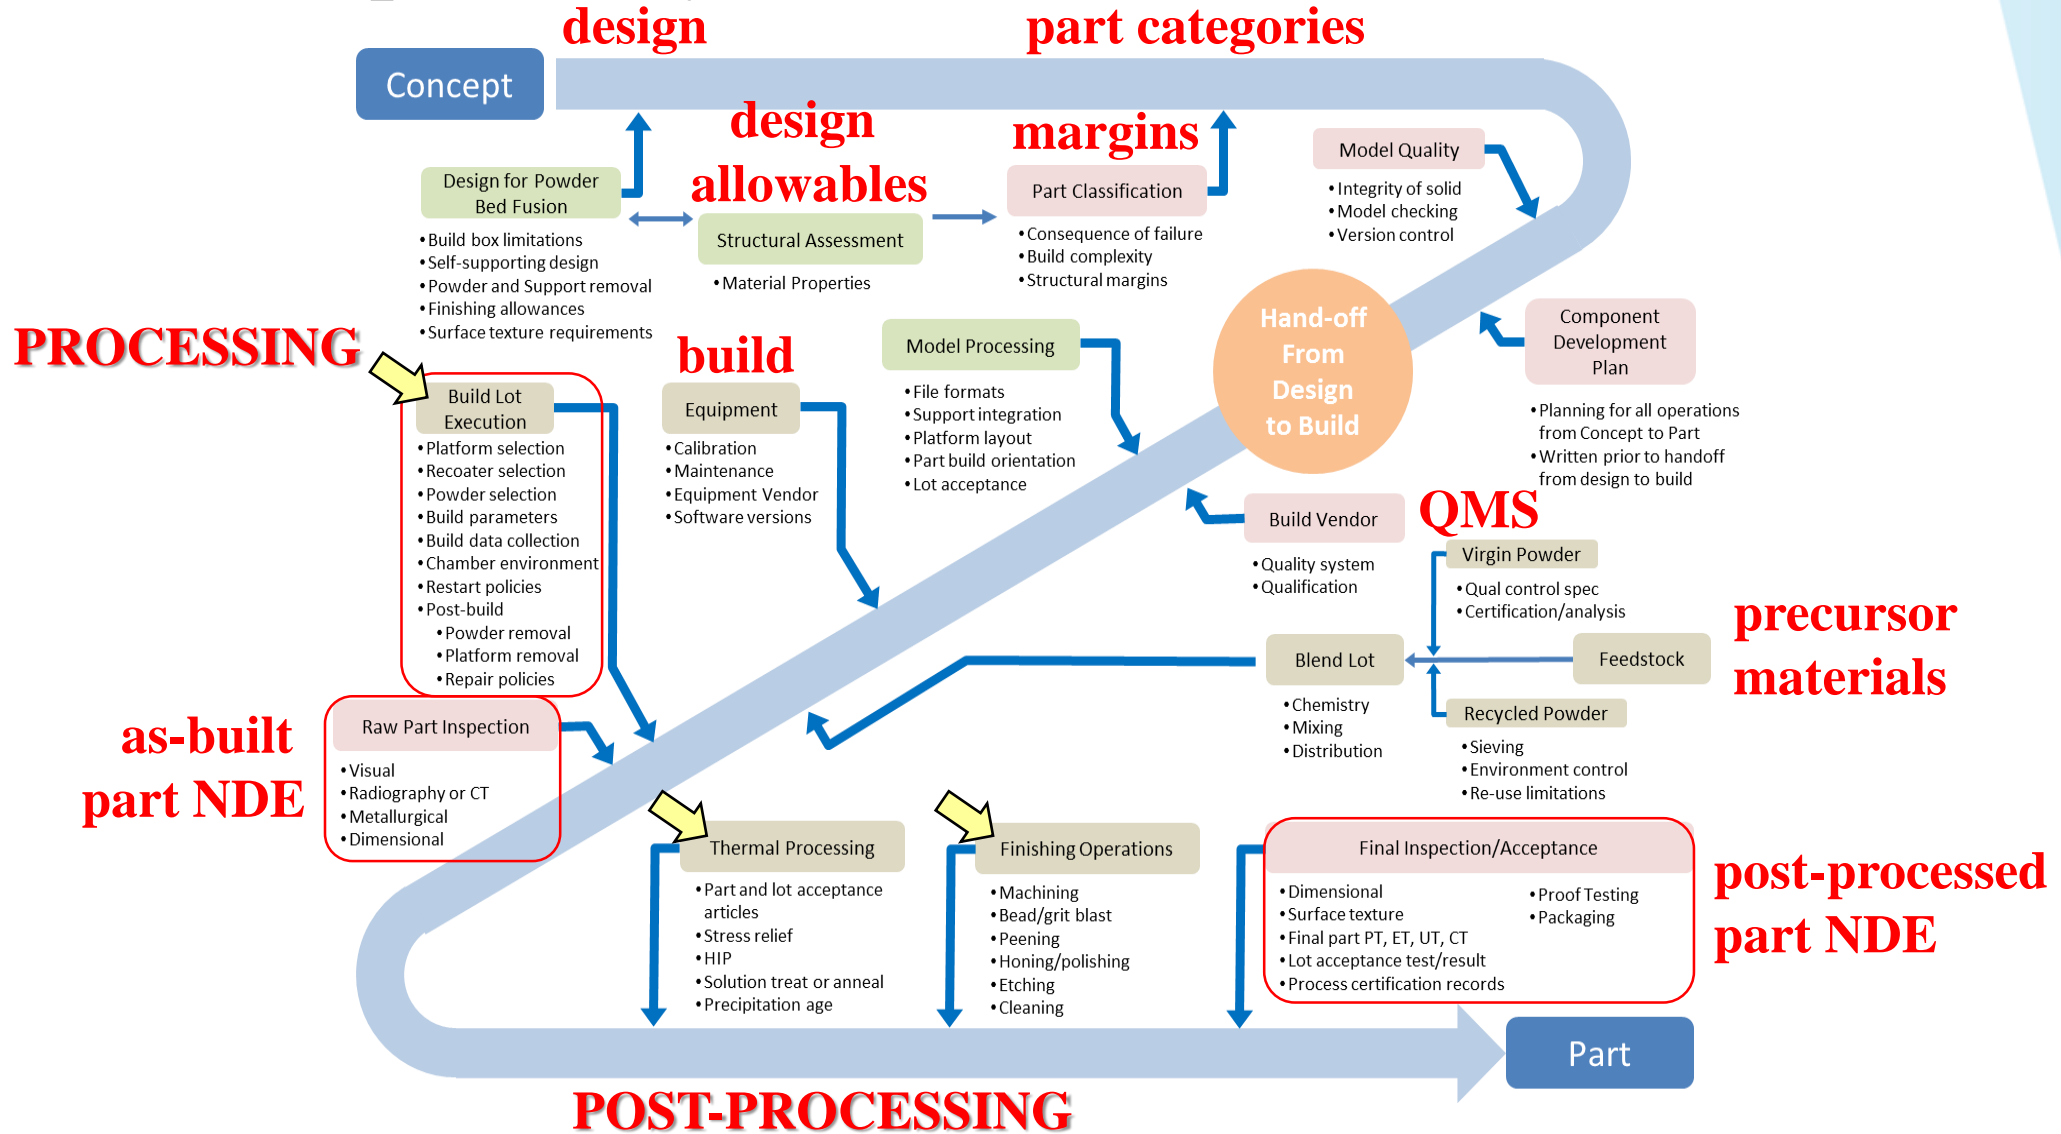 design
part categories
Concept
design
allowables
margins
Design for Powder
Bed Fusion
•Build box limitations
•Self-supporting design
•Powder and Support removal
•Finishing allowances
•Surface texture requirements
Structural Assessment
•Material Properties
Part Classification
•Consequence of failure
•Build complexity
•Structural margins
Model Quality
•Integrity of solid
•Model checking
•Version control
Hand-off
From
Design
to Build
Component
Development
Plan
•Planning for all operations
from Concept to Part
•Written prior to handoff
from design to build
PROCESSING
Build Lot
Execution
•Platform selection
•Recoater selection
•Powder selection
•Build parameters
•Build data collection
•Chamber environment
•Restart policies
•Post-build
•Powder removal
•Platform removal
•Repair policies
build
Equipment
•Calibration
•Maintenance
•Equipment Vendor
•Software versions
Model Processing
•File formats
•Support integration
•Platform layout
•Part build orientation
•Lot acceptance
Build Vendor
•Quality system
•Qualification
QMS
Virgin Powder
•Qual control spec
•Certification/analysis
precursor
materials
Blend Lot
•Chemistry
•Mixing
•Distribution
Feedstock
Recycled Powder
•Sieving
•Environment control
•Re-use limitations
as-built
part NDE
Raw Part Inspection
•Visual
•Radiography or CT
•Metallurgical
•Dimensional
Thermal Processing
•Part and lot acceptance
articles
•Stress relief
•HIP
•Solution treat or anneal
•Precipitation age
Finishing Operations
•Machining
•Bead/grit blast
•Peening
•Honing/polishing
•Etching
•Cleaning
Final Inspection/Acceptance
•Dimensional
•Surface texture
•Final part PT, ET, UT, CT
•Lot acceptance test/result
•Process certification records
•Proof Testing
•Packaging
post-processed
part NDE
Part
POST-PROCESSING